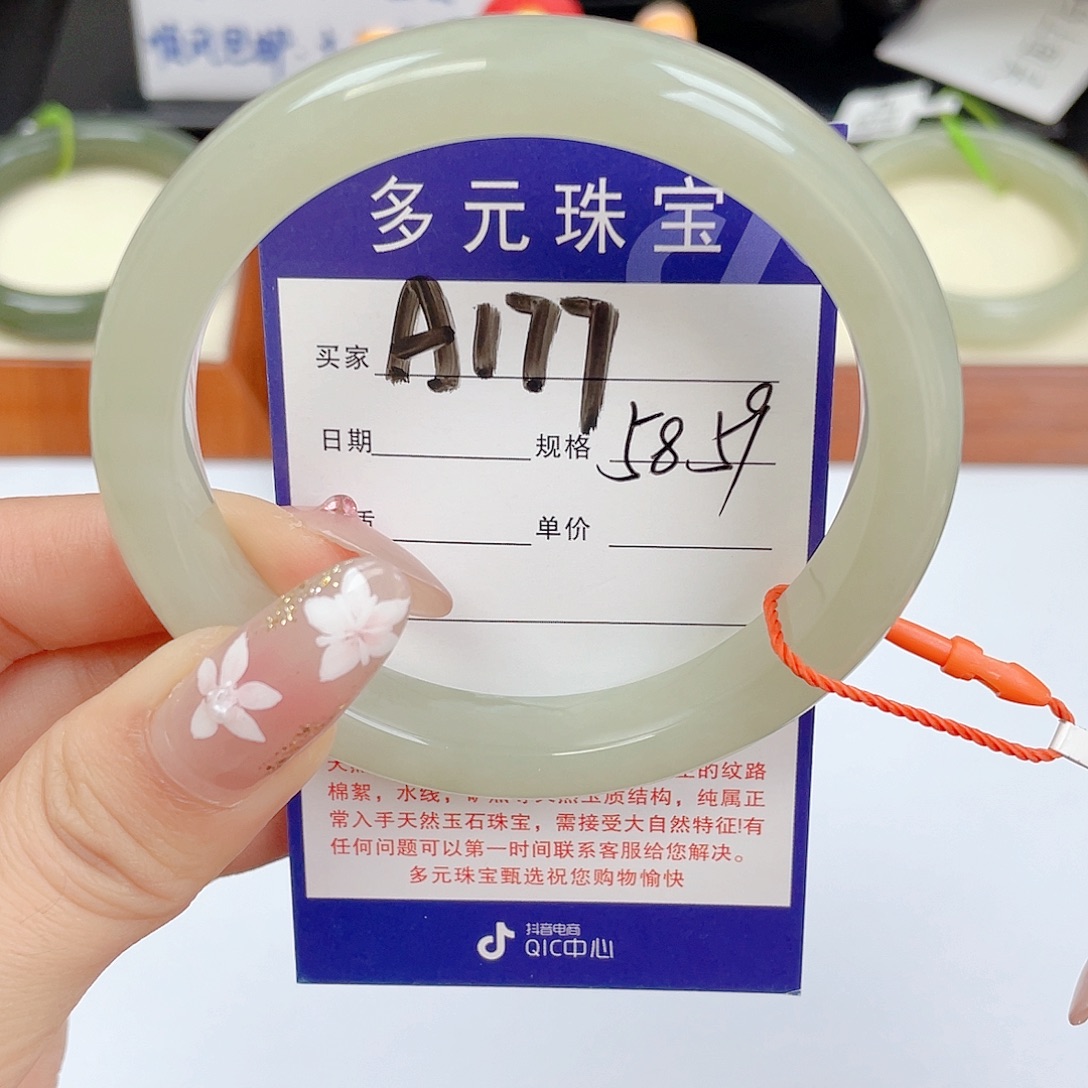 多元珠宝
买家 A177
日期 规格 58.59
质 单价
的纹路
棉絮，水线，
质结构，纯属正
常入手天然玉石珠宝，需接受大自然特征!有
任何问题可以第一时间联系客服给您解决。
多元珠宝甄选祝您购物愉快
抖音电商
QIC中心